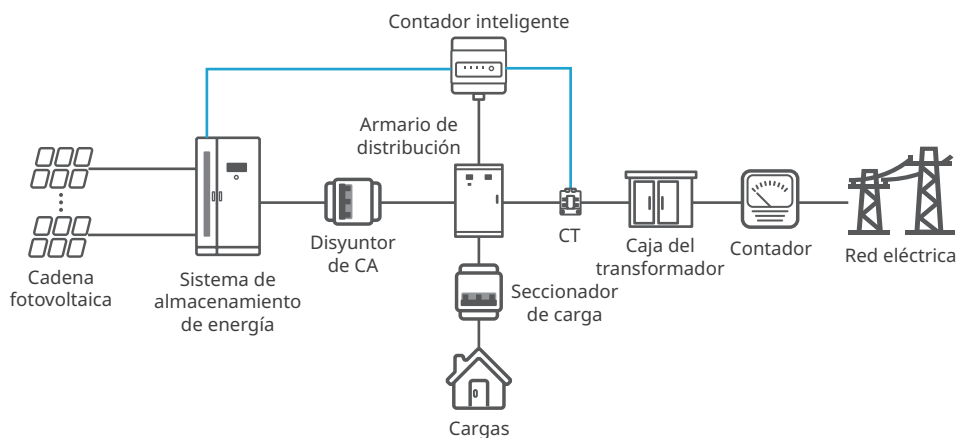 Contador inteligente
Armario de
distribución
Cadena
fotovoltaica
Sistema de
almacenamiento
de energía
Disyuntor
de CA
CT
Caja del
transformador
Contador
Red eléctrica
Seccionador
de carga
Cargas